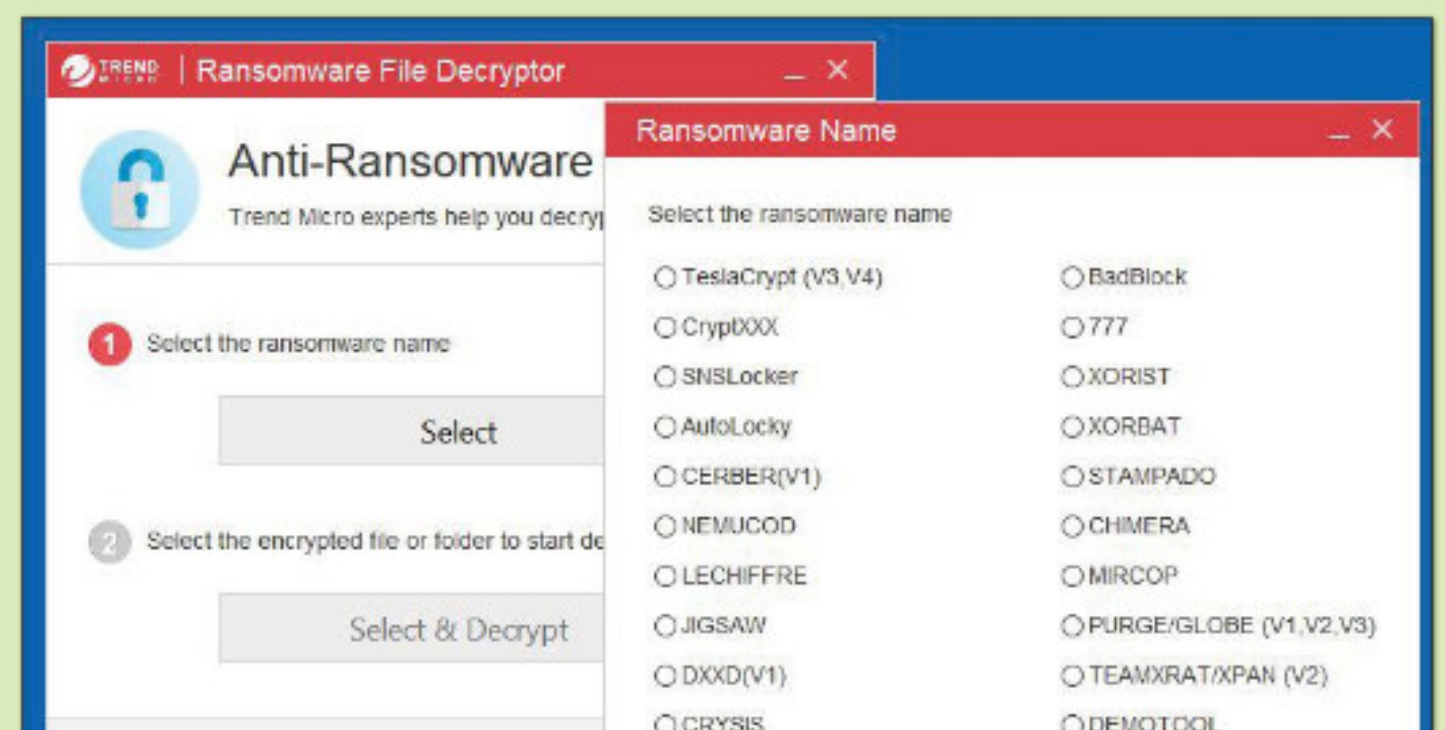 TREND MICRO | Ransomware File Decryptor
Anti-Ransomware
Trend Micro experts help you decryp
1 Select the ransomware name
Select
2 Select the encrypted file or folder to start de
Select & Decrypt
Ransomware Name
Select the ransomware name
TeslaCrypt (V3,V4)
BadBlock
CryptXXX
777
SNSLocker
XORIST
AutoLocky
XORBAT
CERBER(V1)
STAMPADO
NEMUCOD
CHIMERA
LECHIFFRE
MIRCOP
JIGSAW
PURGE/GLOBE (V1,V2,V3)
DXXD(V1)
TEAMXRAT/XPAN (V2)
CRYSIS
DEMOTOOL